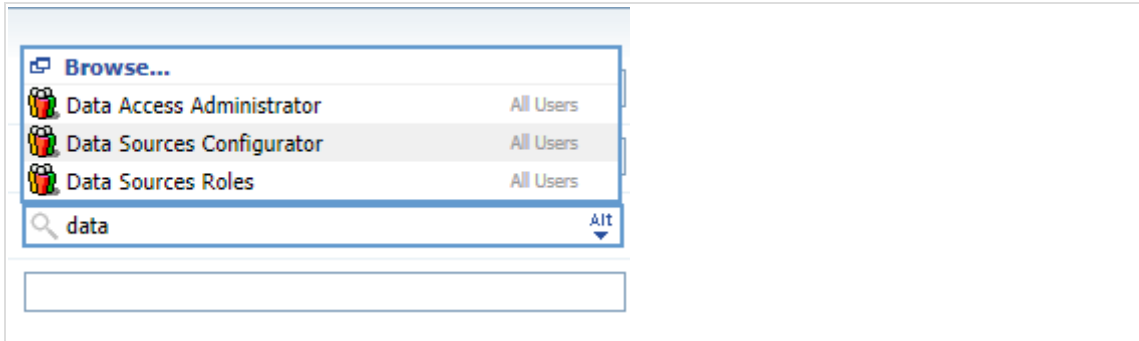 Browse...
Data Access Administrator All Users
Data Sources Configurator All Users
Data Sources Roles All Users
data Alt